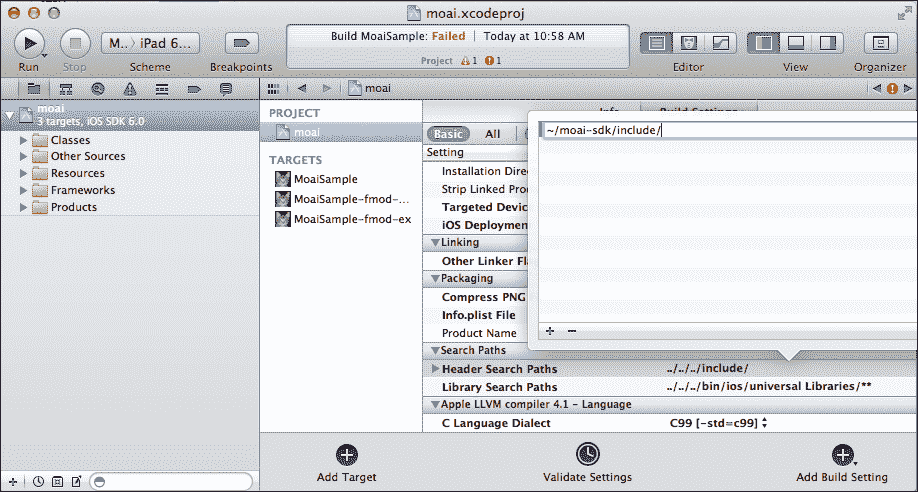 moai.xcodeproj
M..〉 iPad 6...
Build MoaiSample: Failed | Today at 10:58 AM
Project 1 1
Run Stop Scheme Breakpoints Editor View Organizer
moai
moai
3 targets, iOS SDK 6.0
Classes
Other Sources
Resources
Frameworks
Products
PROJECT
moai
TARGETS
MoaiSample
MoaiSample-fmod-...
MoaiSample-fmod-ex
Basic All
Setting
Installation Dire
Strip Linked Prod
Targeted Devic
iOS Deploymen
Linking
Other Linker Fla
Packaging
Compress PNG
Info.plist File
Product Name
Search Paths
Header Search Paths ../../../include/
Library Search Paths ../../../bin/ios/universal Libraries/**
Apple LLVM compiler 4.1 - Language
C Language Dialect C99 [-std=c99]
~/moai-sdk/include/
Add Target Validate Settings Add Build Setting